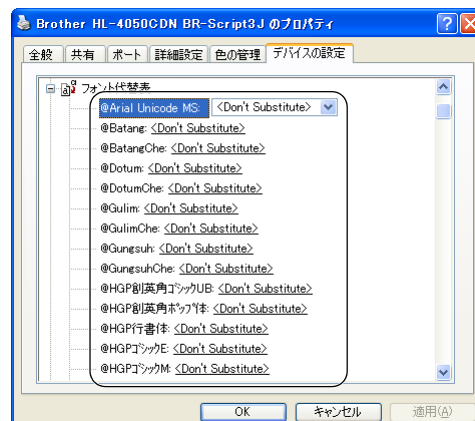 Brother HL-4050CDN BR-Script3J のプロパティ
全般 共有 ポート 詳細設定 色の管理 デバイスの設定
フォント代替表
@Arial Unicode MS: <Don't Substitute>
@Batang: <Don't Substitute>
@BatangChe: <Don't Substitute>
@Dotum: <Don't Substitute>
@DotumChe: <Don't Substitute>
@Gulim: <Don't Substitute>
@GulimChe: <Don't Substitute>
@Gungsuh: <Don't Substitute>
@GungsuhChe: <Don't Substitute>
@HGP創英角ゴシックUB: <Don't Substitute>
@HGP創英角ポップ体: <Don't Substitute>
@HGP行書体: <Don't Substitute>
@HGPゴシックE: <Don't Substitute>
@HGPゴシックM: <Don't Substitute>
OK キャンセル 適用(A)